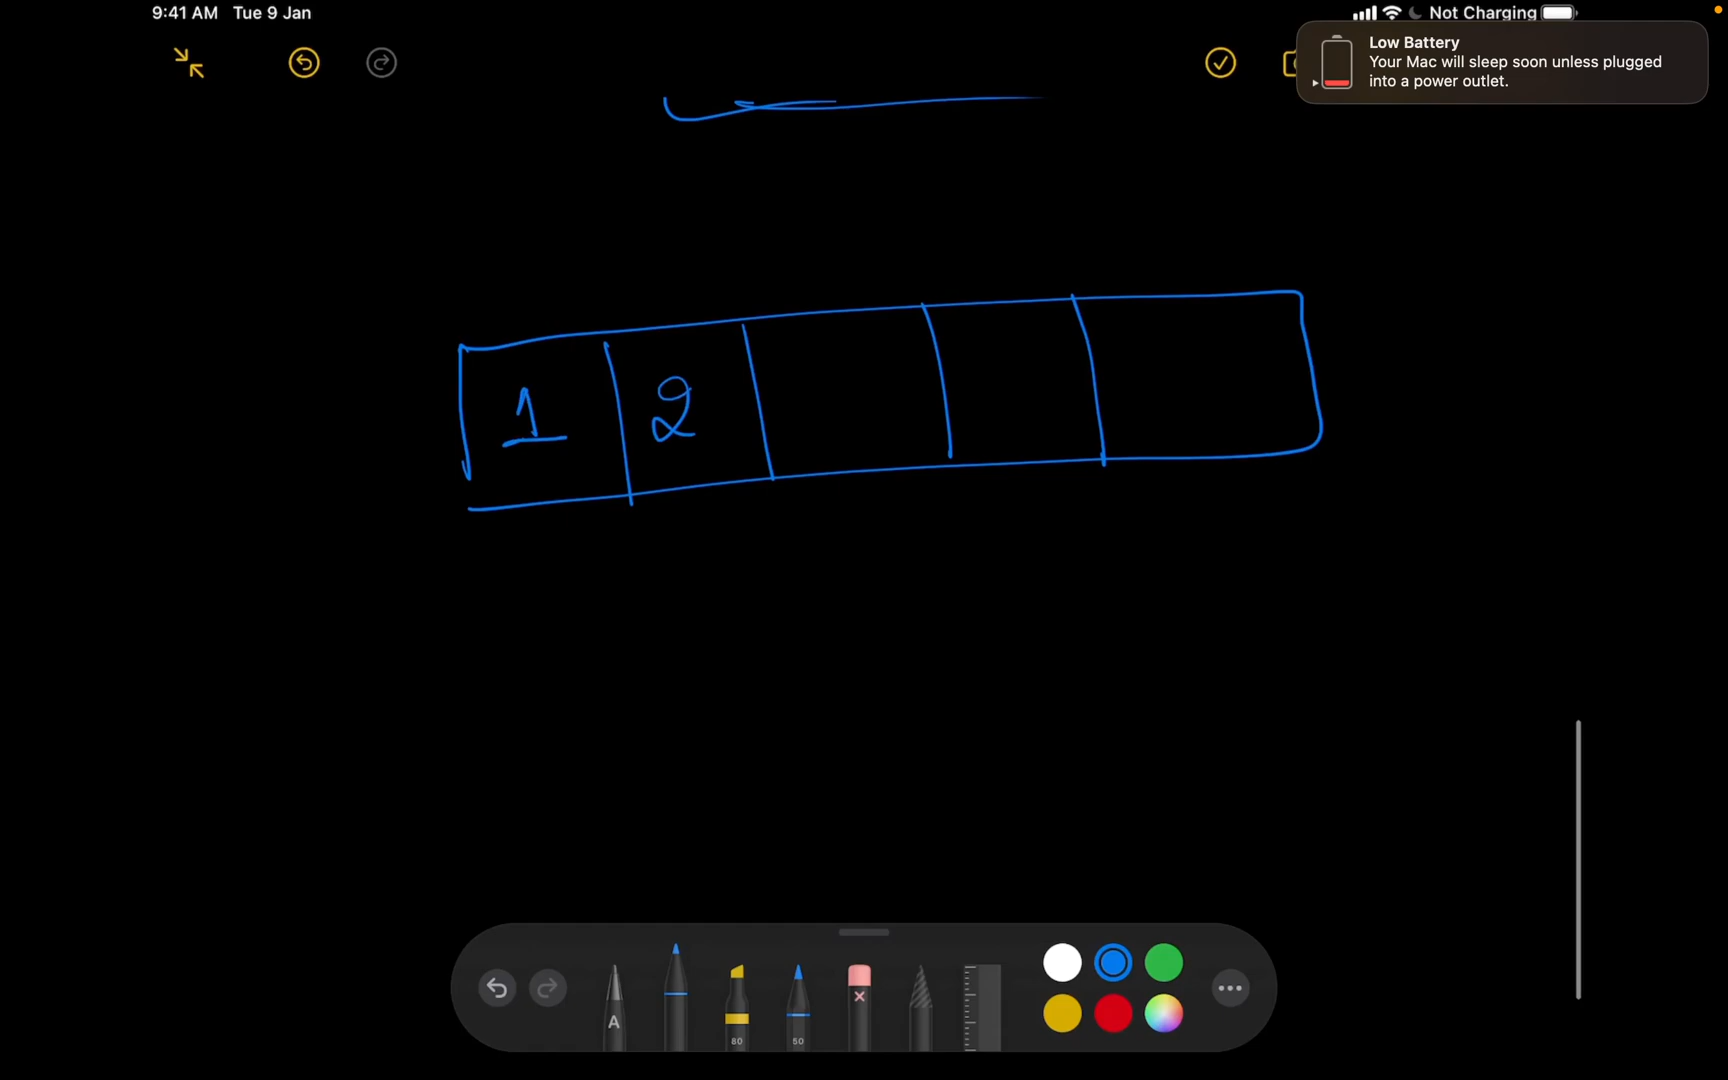 9:41 AM Tue 9 Jan
Not Charging
Low Battery
Your Mac will sleep soon unless plugged
into a power outlet.
1 2
A
80
50